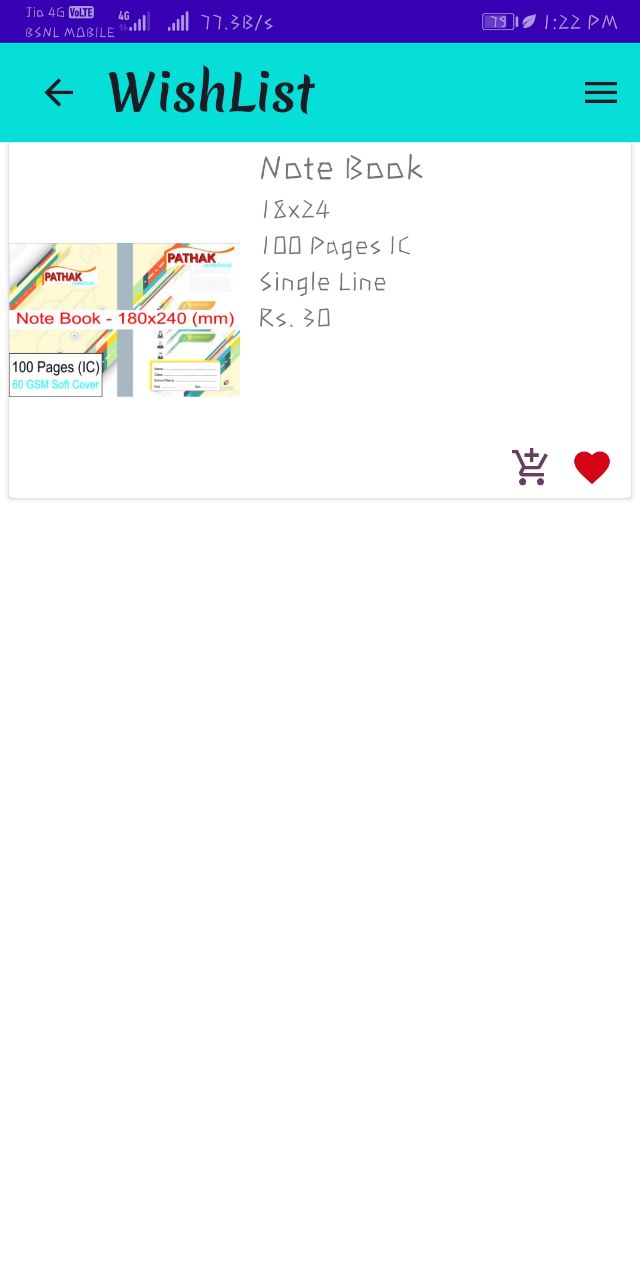 Jio 4G VoLTE
BSNL MOBILE
4G
77.3B/s
79
1:22 PM
WishList
Note Book
18x24
100 Pages IC
Single Line
Rs. 30
PATHAK
notebook
PATHAK
notebook
Note Book - 180x240 (mm)
100 Pages (IC)
60 GSM Soft Cover
Name
Class
School Name
Roll
Sec